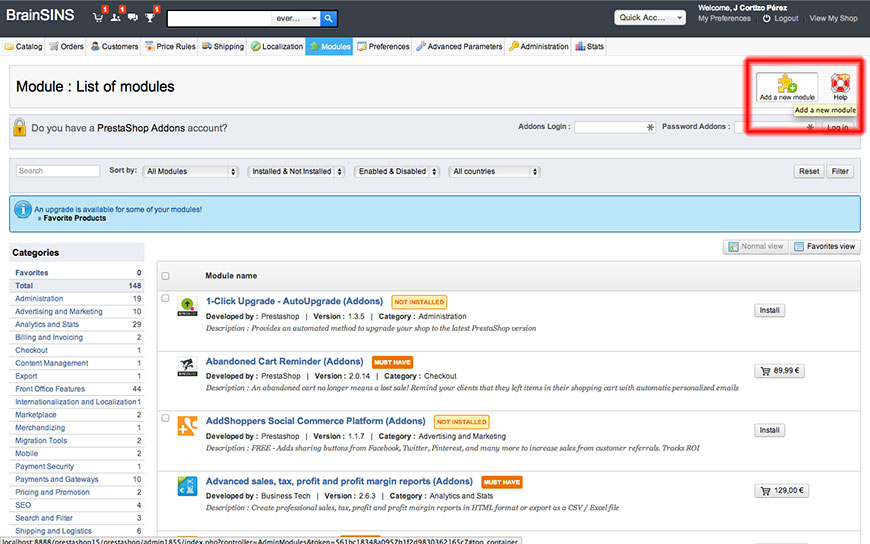 BrainSINS
1
1
1
ever...
Quick Acc...
Welcome, J Cortizo Pérez
My Preferences Logout View My Shop
Catalog Orders Customers Price Rules Shipping Localization Modules Preferences Advanced Parameters Administration Stats
Module : List of modules
Add a new module
Help
Add a new module
Do you have a PrestaShop Addons account?
Addons Login : Password Addons : Log in
Search Sort by: All Modules Installed & Not Installed Enabled & Disabled All countries Reset Filter
An upgrade is available for some of your modules!
» Favorite Products
Normal view Favorites view
Categories
Favorites 0
Total 148
Administration 19
Advertising and Marketing 10
Analytics and Stats 29
Billing and Invoicing 2
Checkout 1
Content Management 1
Export 1
Front Office Features 44
Internationalization and Localization 1
Marketplace 2
Merchandizing 1
Migration Tools 2
Mobile 2
Payment Security 1
Payments and Gateways 10
Pricing and Promotion 2
SEO 4
Search and Filter 3
Shipping and Logistics 6
Module name
1-Click Upgrade - AutoUpgrade (Addons) NOT INSTALLED
Developed by : Prestashop | Version : 1.3.5 | Category : Administration
Description : Provides an automated method to upgrade your shop to the latest PrestaShop version
Install
Abandoned Cart Reminder (Addons) MUST HAVE
Developed by : PrestaShop | Version : 2.0.14 | Category : Checkout
Description : An abandoned cart no longer means a lost sale! Remind your clients that they left items in their shopping cart with automatic personalized emails
89,99 €
AddShoppers Social Commerce Platform (Addons) NOT INSTALLED
Developed by : Prestashop | Version : 1.1.7 | Category : Advertising and Marketing
Description : FREE - Adds sharing buttons from Facebook, Twitter, Pinterest, and many more to increase sales from customer referrals. Tracks ROI
Install
Advanced sales, tax, profit and profit margin reports (Addons) MUST HAVE
Developed by : Business Tech | Version : 2.6.3 | Category : Analytics and Stats
Description : Create professional sales, tax, profit and profit margin reports in HTML format or export as a CSV / Excel file
129,00 €